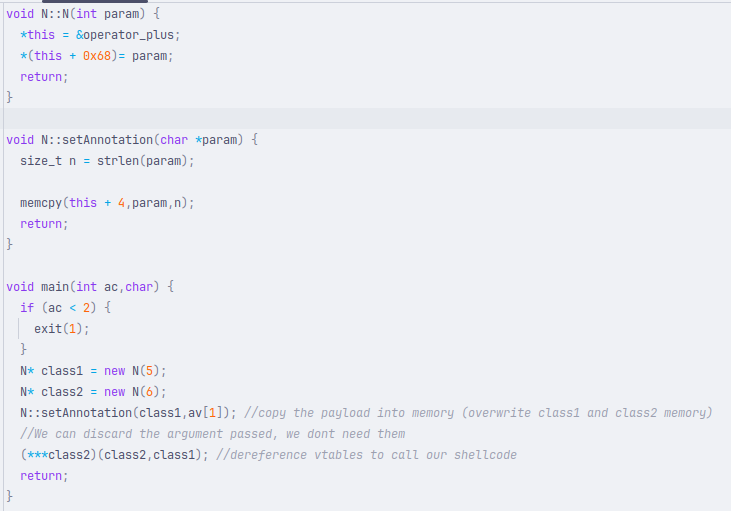 void N::N(int param) {
  *this = &operator_plus;
  *(this + 0x68)= param;
  return;
}
void N::setAnnotation(char *param) {
  size_t n = strlen(param);
  memcpy(this + 4,param,n);
  return;
}
void main(int ac,char) {
  if (ac < 2) {
    exit(1);
  }
  N* class1 = new N(5);
  N* class2 = new N(6);
  N::setAnnotation(class1,av[1]); //copy the payload into memory (overwrite class1 and class2 memory)
  //We can discard the argument passed, we dont need them
  (***class2)(class2,class1); //dereference vtables to call our shellcode
  return;
}